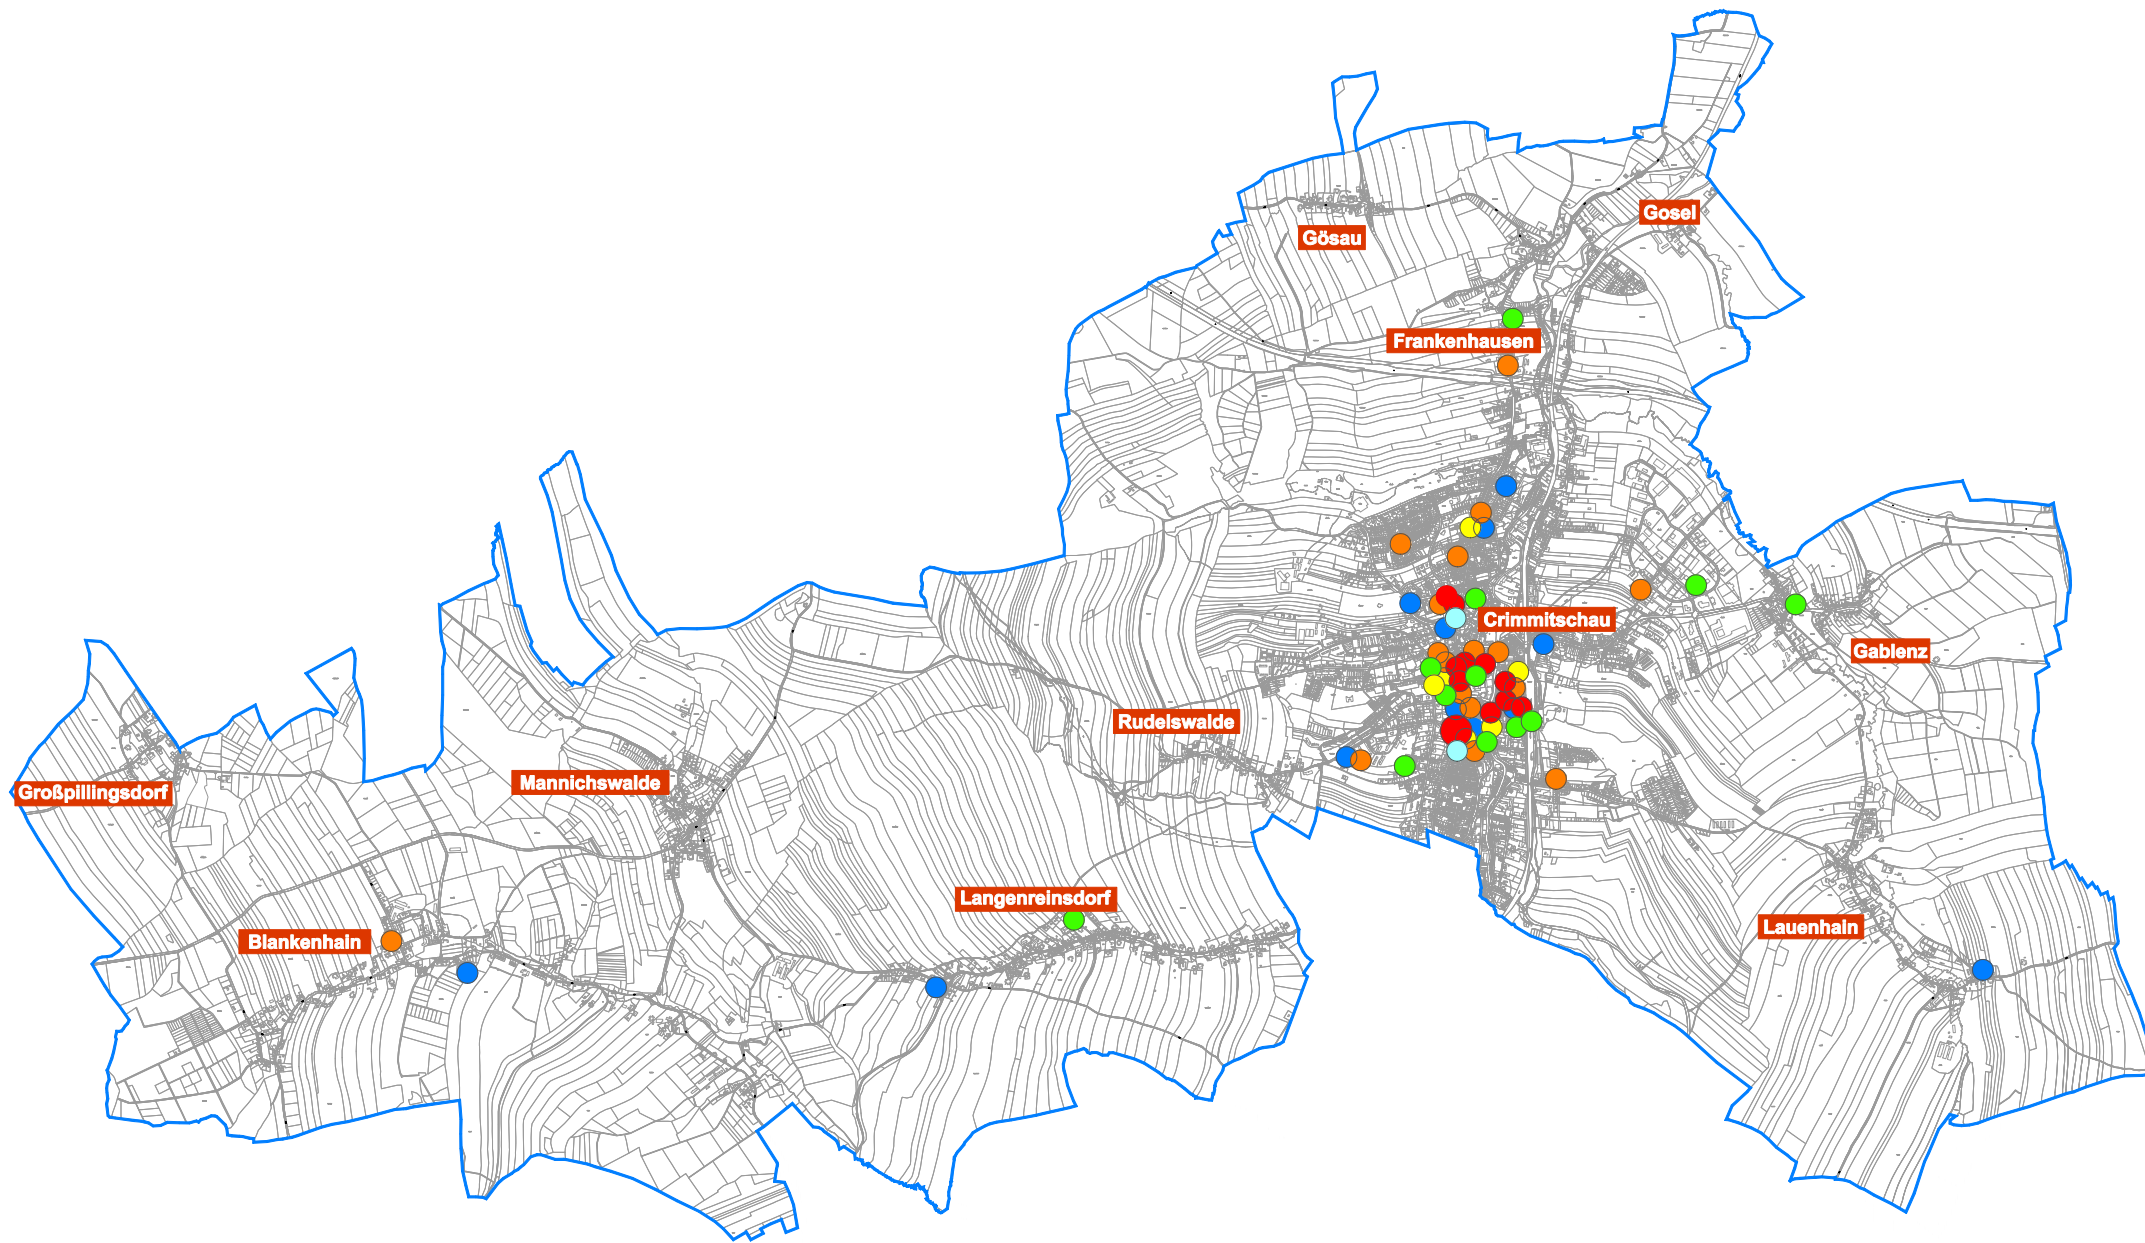 Gosel
Gösau
Frankenhausen
Crimmitschau
Gablenz
Rudelswalde
Mannichswalde
Großpillingsdorf
Langenreinsdorf
Lauenhain
Blankenhain